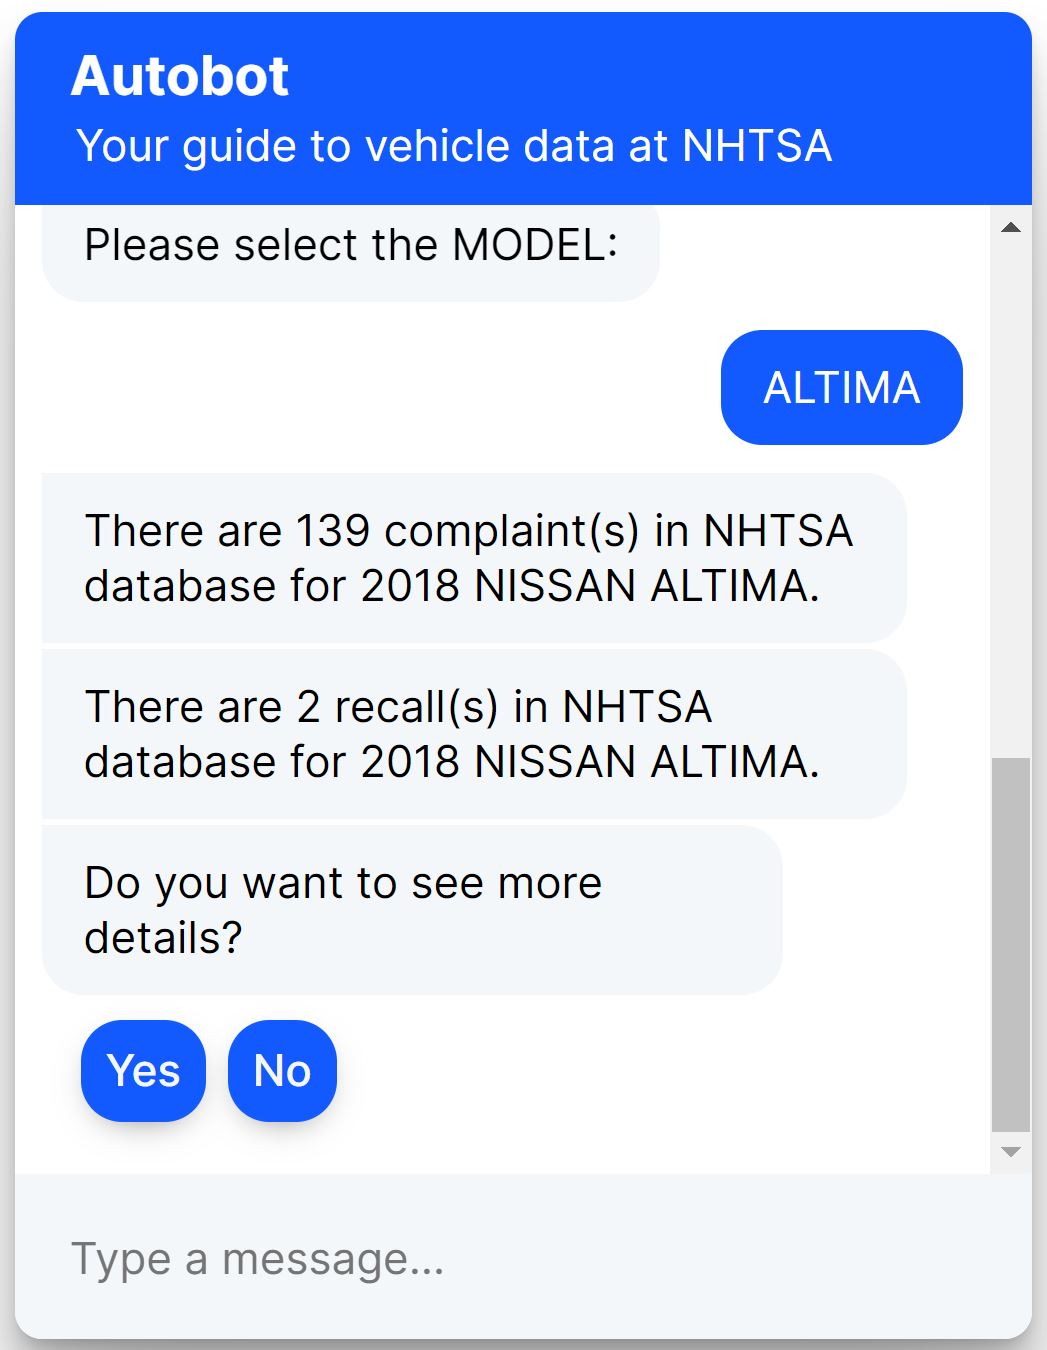 Autobot
Your guide to vehicle data at NHTSA
Please select the MODEL:
ALTIMA
There are 139 complaint(s) in NHTSA
database for 2018 NISSAN ALTIMA.
There are 2 recall(s) in NHTSA
database for 2018 NISSAN ALTIMA.
Do you want to see more
details?
Yes No
Type a message...